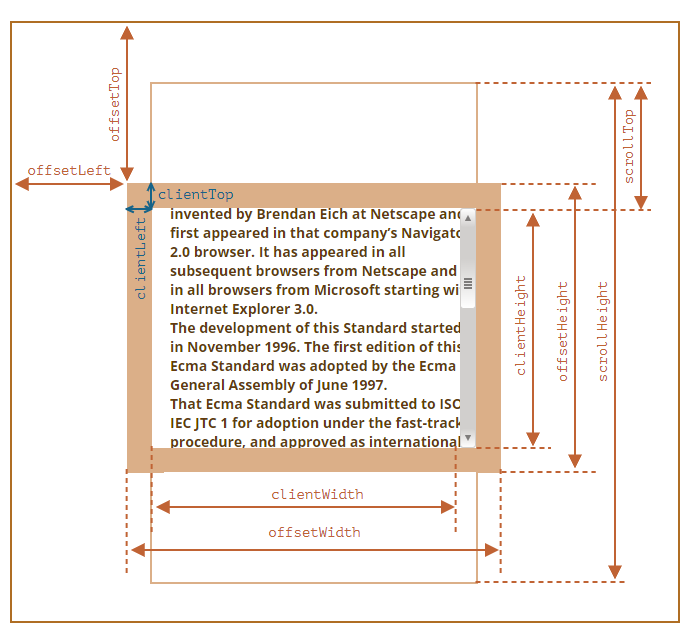 offsetTop
scrollTop
offsetLeft
clientTop
clientLeft
invented by Brendan Eich at Netscape and
first appeared in that company’s Navigato
2.0 browser. It has appeared in all
subsequent browsers from Netscape and
in all browsers from Microsoft starting wi
Internet Explorer 3.0.
The development of this Standard started
in November 1996. The first edition of this
Ecma Standard was adopted by the Ecma
General Assembly of June 1997.
That Ecma Standard was submitted to ISO
IEC JTC 1 for adoption under the fast-track
procedure, and approved as international
clientHeight
offsetHeight
scrollHeight
clientWidth
offsetWidth